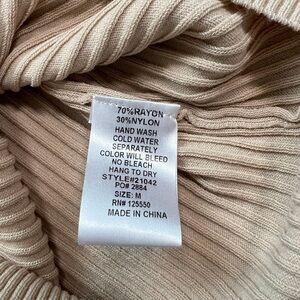 70%RAYON
30%NYLON
HAND WASH
COLD WATER
SEPARATELY
COLOR WILL BLEED
NO BLEACH
HANG TO DRY
STYLE#21042
PO# 2884
SIZE: M
RN# 125550
MADE IN CHINA